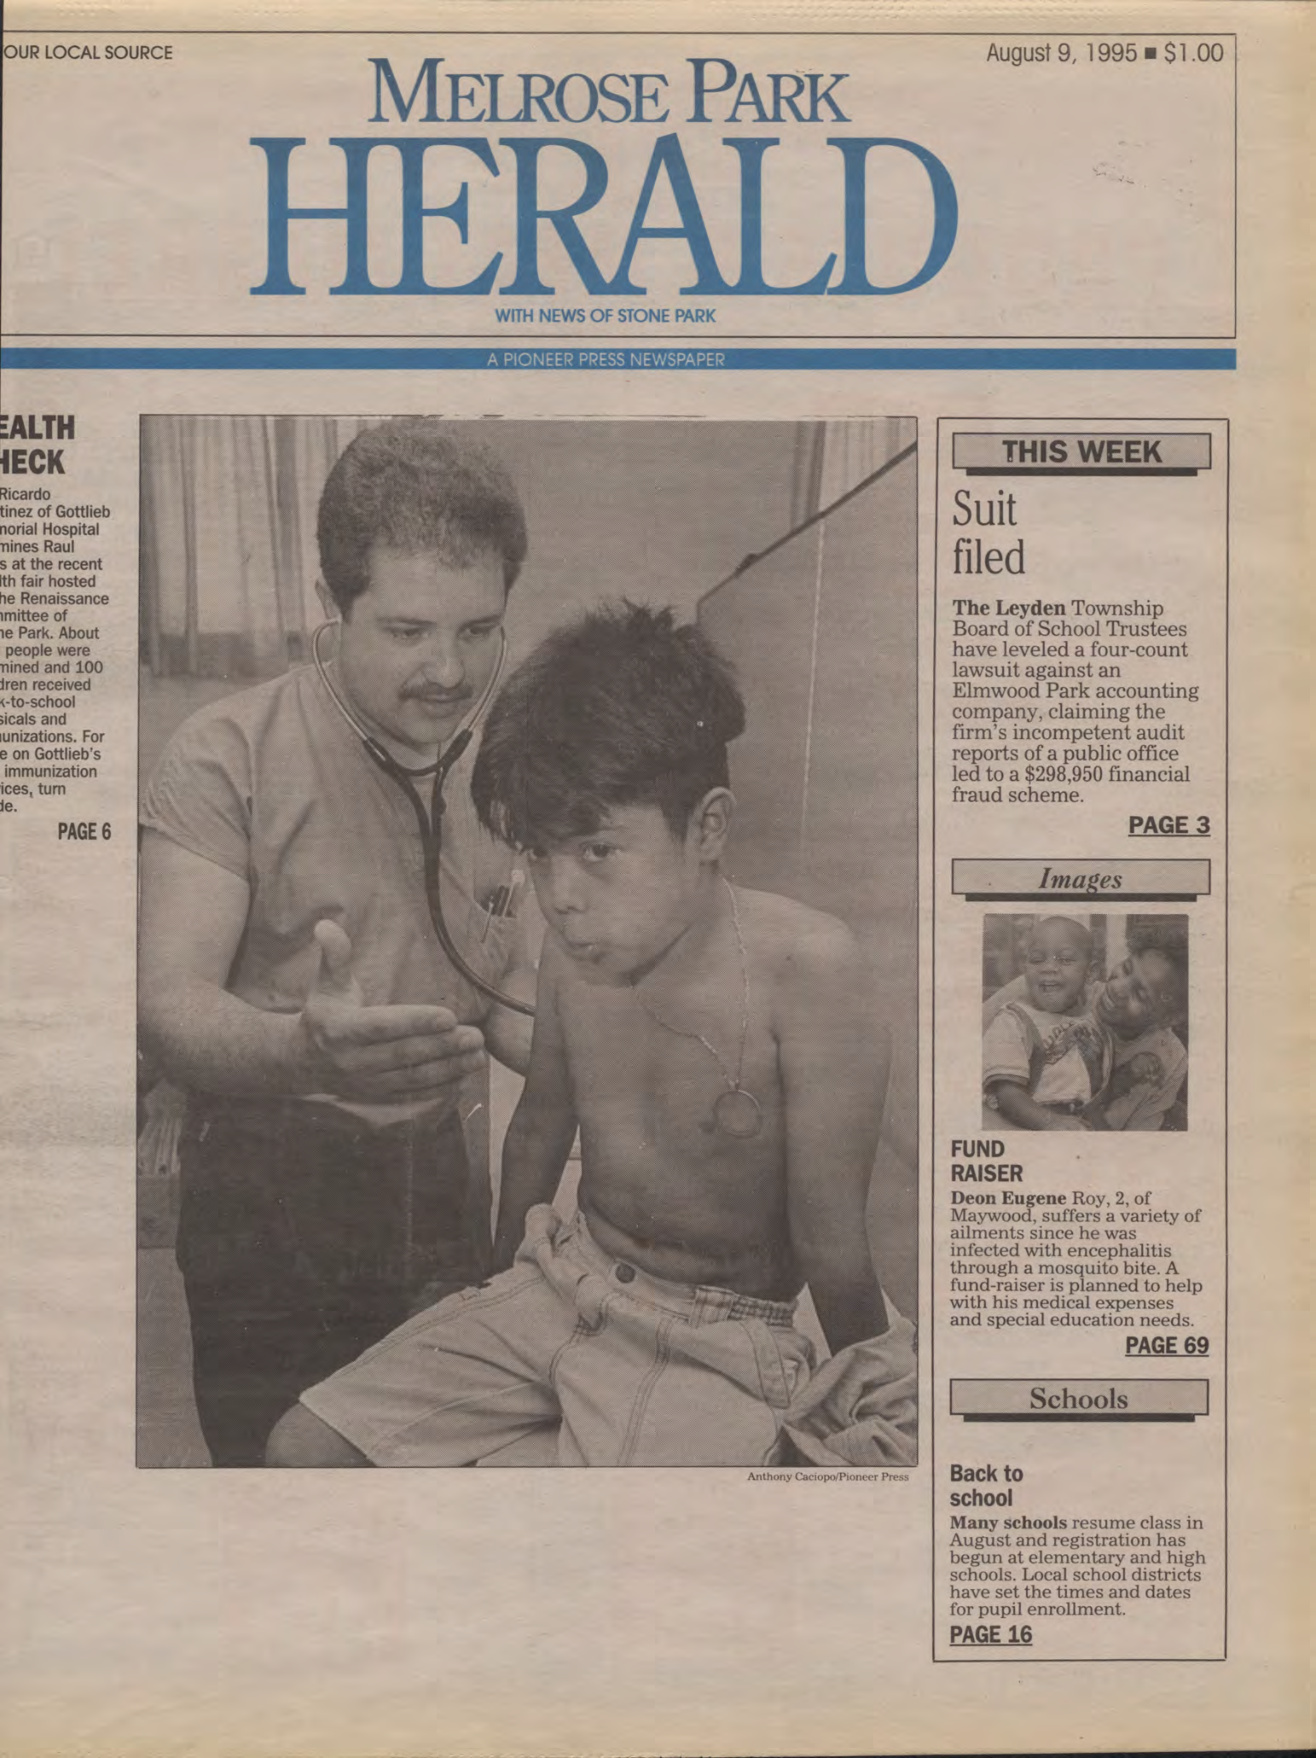 OUR LOCAL SOURCE
August 9, 1995 ■ $1.00
MELROSE PARK
HERALD
WITH NEWS OF STONE PARK
A PIONEER PRESS NEWSPAPER
EALTH
HECK
Ricardo
tinez of Gottlieb
morial Hospital
mines Raul
s at the recent
lth fair hosted
he Renaissance
mmittee of
ne Park. About
people were
mined and 100
dren received
k-to-school
sicals and
unizations. For
e on Gottlieb's
immunization
ices, turn
de.
PAGE 6
Anthony Caciopo/Pioneer Press
THIS WEEK
Suit
filed
The Leyden Township
Board of School Trustees
have leveled a four-count
lawsuit against an
Elmwood Park accounting
company, claiming the
firm's incompetent audit
reports of a public office
led to a $298,950 financial
fraud scheme.
PAGE 3
Images
FUND
RAISER
Deon Eugene Roy, 2, of
Maywood, suffers a variety of
ailments since he was
infected with encephalitis
through a mosquito bite. A
fund-raiser is planned to help
with his medical expenses
and special education needs.
PAGE 69
Schools
Back to
school
Many schools resume class in
August and registration has
begun at elementary and high
schools. Local school districts
have set the times and dates
for pupil enrollment.
PAGE 16